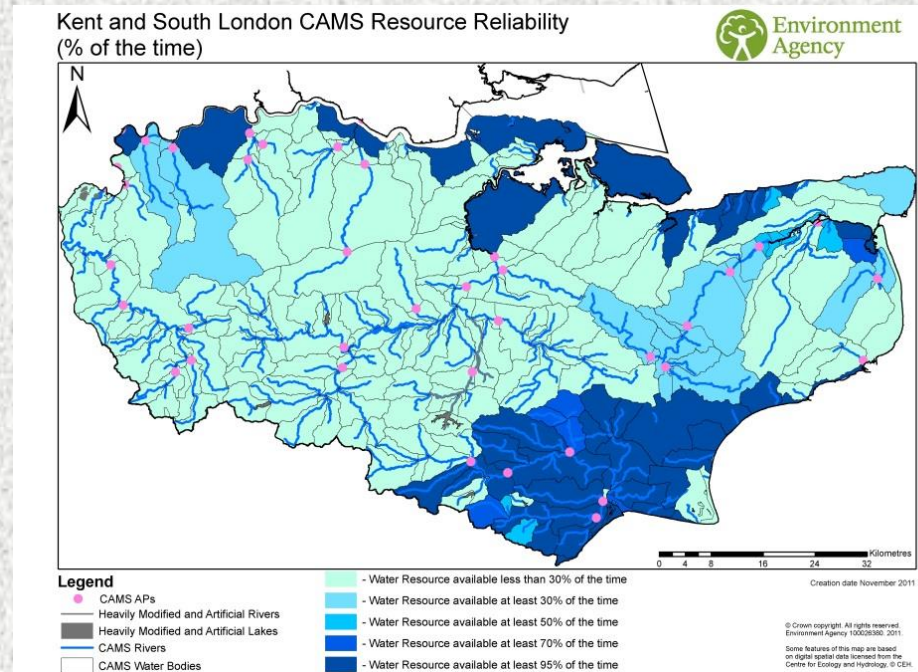 Kent and South London CAMS Resource Reliability
(% of the time)
Environment
Agency
N
Kilometres
0 4 8 16 24 32
Legend
CAMS APs
Heavily Modified and Artificial Rivers
Heavily Modified and Artificial Lakes
CAMS Rivers
CAMS Water Bodies
- Water Resource available less than 30% of the time
- Water Resource available at least 30% of the time
- Water Resource available at least 50% of the time
- Water Resource available at least 70% of the time
- Water Resource available at least 95% of the time
Creation date November 2011
© Crown copyright. All rights reserved.
Environment Agency 100026380. 2011.
Some features of this map are based
on digital spatial data licensed from the
Centre for Ecology and Hydrology, © CEH.